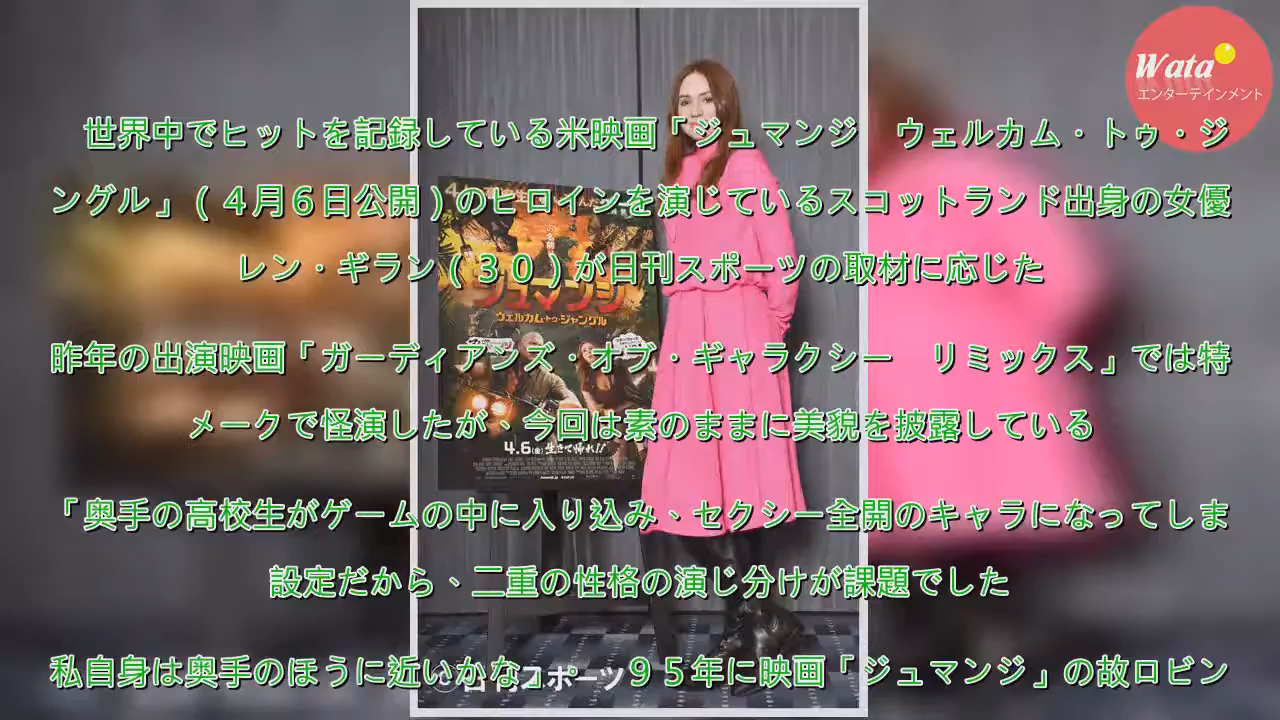 Wata
エンターテインメント
世界中でヒットを記録している米映画「ジュマンジ　ウェルカム・トゥ・ジ
ングル」(４月６日公開)のヒロインを演じているスコットランド出身の女優
レン・ギラン(３０)が日刊スポーツの取材に応じた
昨年の出演映画「ガーディアンズ・オブ・ギャラクシー　リミックス」では特
メークで怪演したが、今回は素のままに美貌を披露している
「奥手の高校生がゲームの中に入り込み、セクシー全開のキャラになってしま
設定だから、二重の性格の演じ分けが課題でした
私自身は奥手のほうに近いかな」　９５年に映画「ジュマンジ」の故ロビン
ジュマンジ
ウェルカム・トゥ・ジャングル
4.6(金)生きて帰れ!!
日刊スポーツ